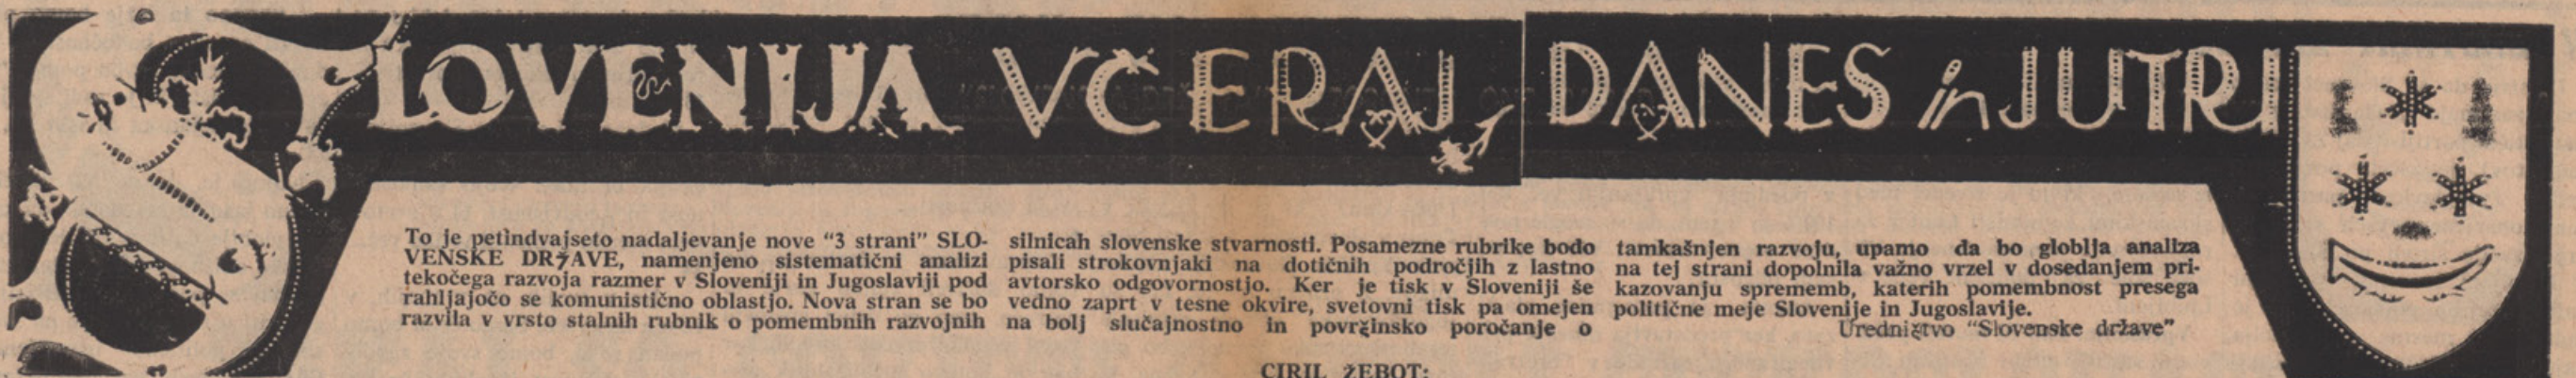 SLOVENIJA VČERAJ DANES in JUTRI
To je petindvajseto nadaljevanje nove “3 strani” SLO-
VENSKE DRŽAVE, namenjeno sistematični analizi
tekočega razvoja razmer v Sloveniji in Jugoslaviji pod
rahljajočo se komunistično oblastjo. Nova stran se bo
razvila v vrsto stalnih rubnik o pomembnih razvojnih
silnicah slovenske stvarnosti. Posamezne rubrike bodo
pisali strokovnjaki na dotičnih področjih z lastno
avtorsko odgovornostjo. Ker je tisk v Sloveniji še
vedno zaprt v tesne okvire, svetovni tisk pa omejen
na bolj slučajnostno in površinsko poročanje o
tamkašnjen razvoju, upamo da bo globlja analiza
na tej strani dopolnila važno vrzel v dosedanjem pri-
kazovanju sprememb, katerih pomembnost presega
politične meje Slovenije in Jugoslavije.
Uredništvo “Slovenske države”
CIRIL ŽEBOT: